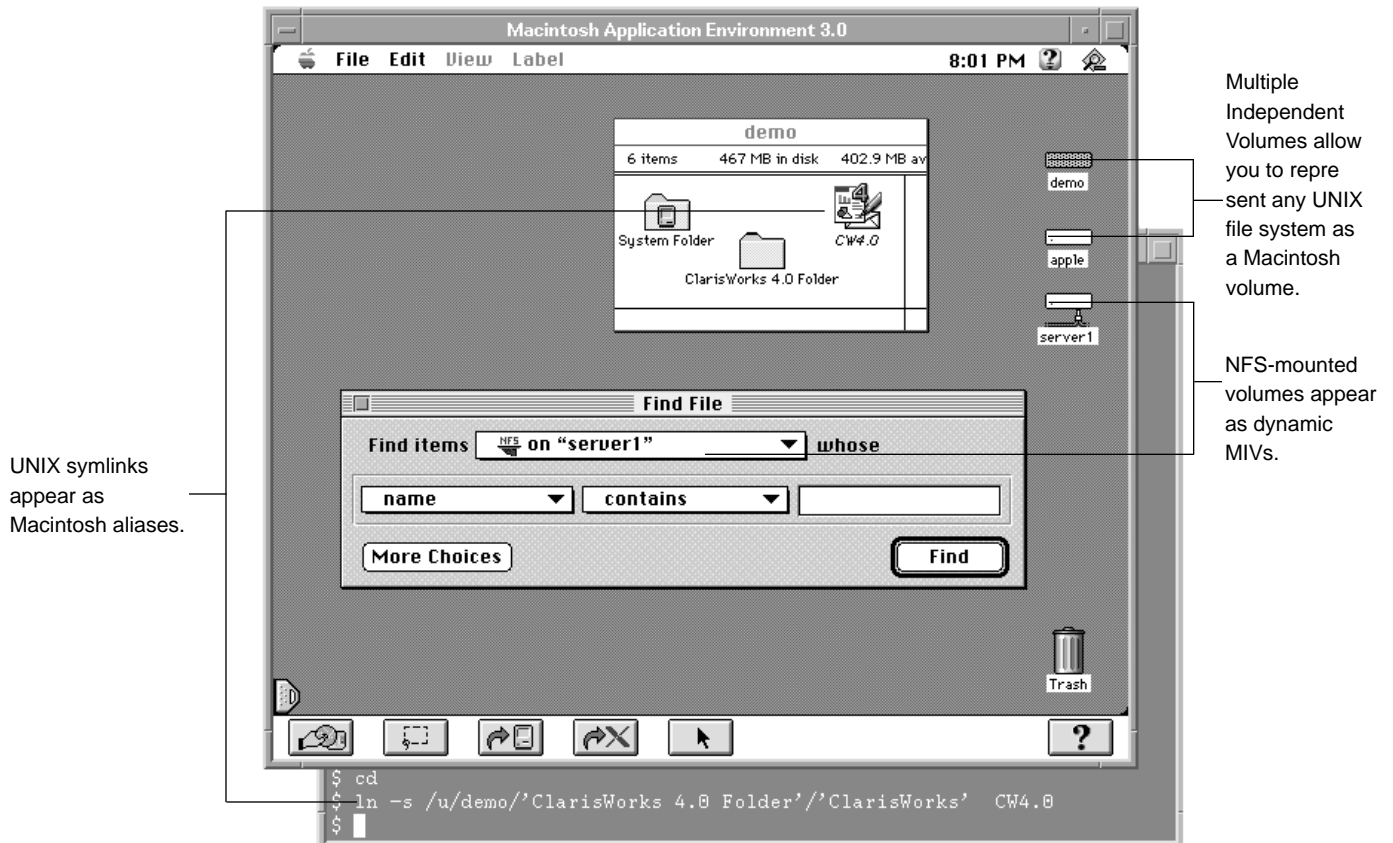 Macintosh Application Environment 3.0
File Edit View Label 8:01 PM
demo
6 items 467 MB in disk 402.9 MB av
System Folder
CW4.0
ClarisWorks 4.0 Folder
demo
apple
server1
Find File
Find items NFS on “server1” whose
name contains
More Choices Find
Trash
?
$ cd
$ ln -s /u/demo/’ClarisWorks 4.0 Folder’/’ClarisWorks’ CW4.0
$
UNIX symlinks
appear as
Macintosh aliases.
Multiple
Independent
Volumes allow
you to repre
sent any UNIX
file system as
a Macintosh
volume.
NFS-mounted
volumes appear
as dynamic
MIVs.